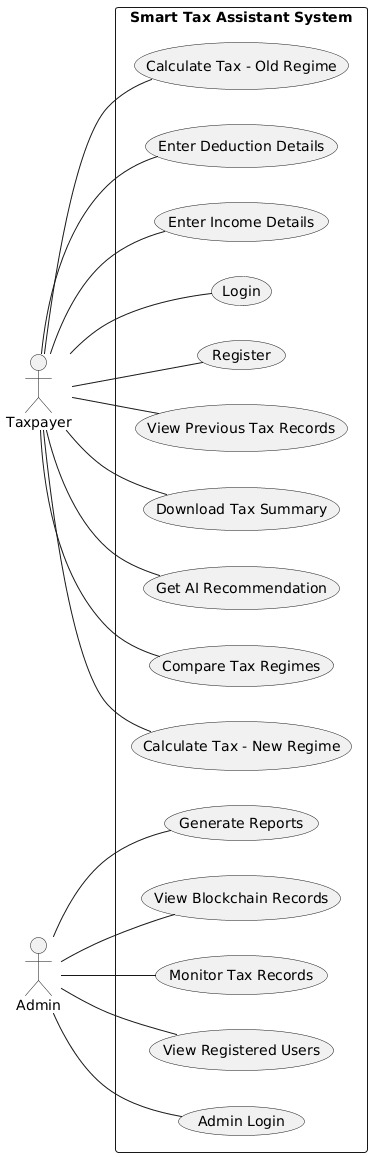 Smart Tax Assistant System
Calculate Tax - Old Regime
Enter Deduction Details
Enter Income Details
Login
Register
Taxpayer
View Previous Tax Records
Download Tax Summary
Get AI Recommendation
Compare Tax Regimes
Calculate Tax - New Regime
Generate Reports
View Blockchain Records
Monitor Tax Records
Admin
View Registered Users
Admin Login